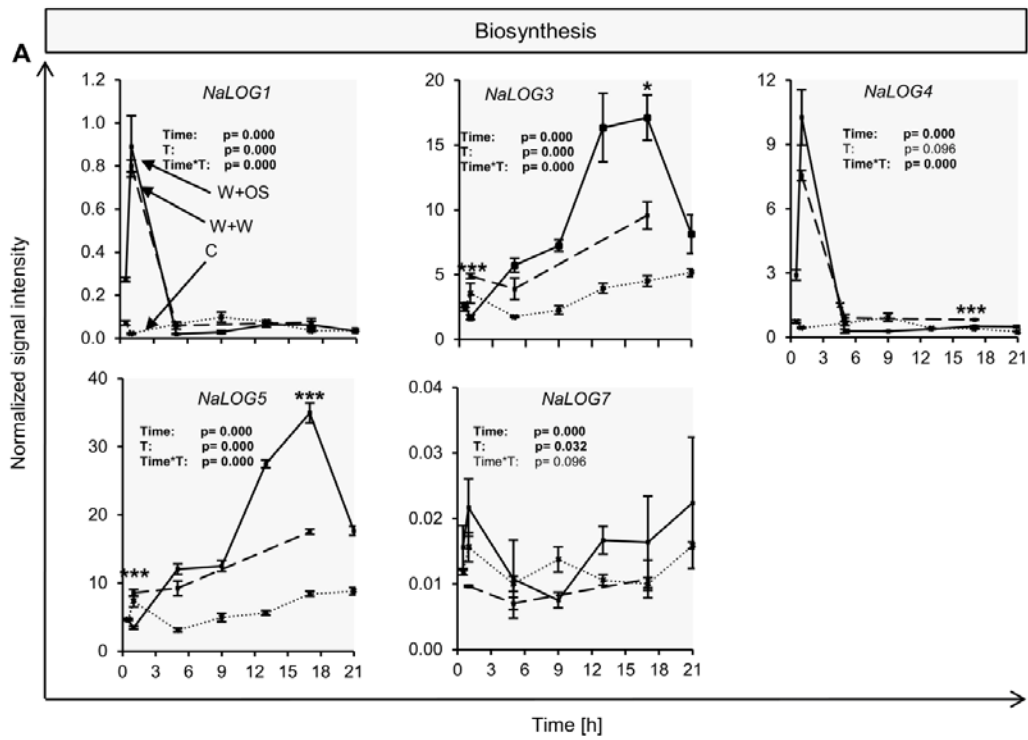 Biosynthesis
A
Normalized signal intensity
NaLOG1
Time: p= 0.000
T: p= 0.000
Time*T: p= 0.000
W+OS
W+W
C
1.2
1.0
0.8
0.6
0.4
0.2
0.0
NaLOG3
*
Time: p= 0.000
T: p= 0.000
Time*T: p= 0.000
***
20
15
10
5
0
NaLOG4
Time: p= 0.000
T: p= 0.096
Time*T: p= 0.000
***
12
9
6
3
0
0 3 6 9 12 15 18 21
NaLOG5
***
Time: p= 0.000
T: p= 0.000
Time*T: p= 0.000
***
40
30
20
10
0
0 3 6 9 12 15 18 21
NaLOG7
Time: p= 0.000
T: p= 0.032
Time*T: p= 0.096
0.04
0.03
0.02
0.01
0.00
0 3 6 9 12 15 18 21
Time [h]